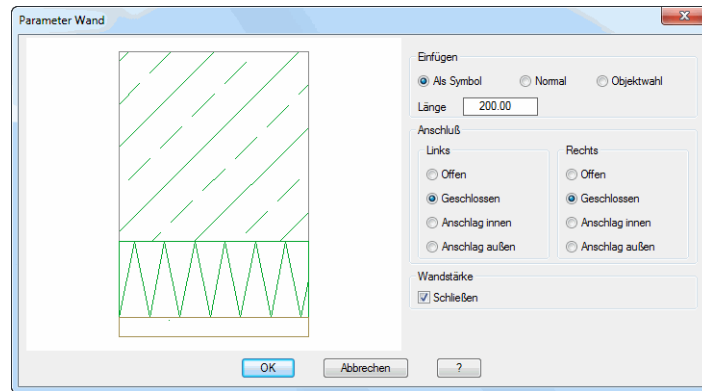 Parameter Wand
Einfügen
Als Symbol Normal Objektwahl
Länge 200.00
Anschluß
Links Rechts
Offen Offen
Geschlossen Geschlossen
Anschlag innen Anschlag innen
Anschlag außen Anschlag außen
Wandstärke
Schließen
OK Abbrechen ?